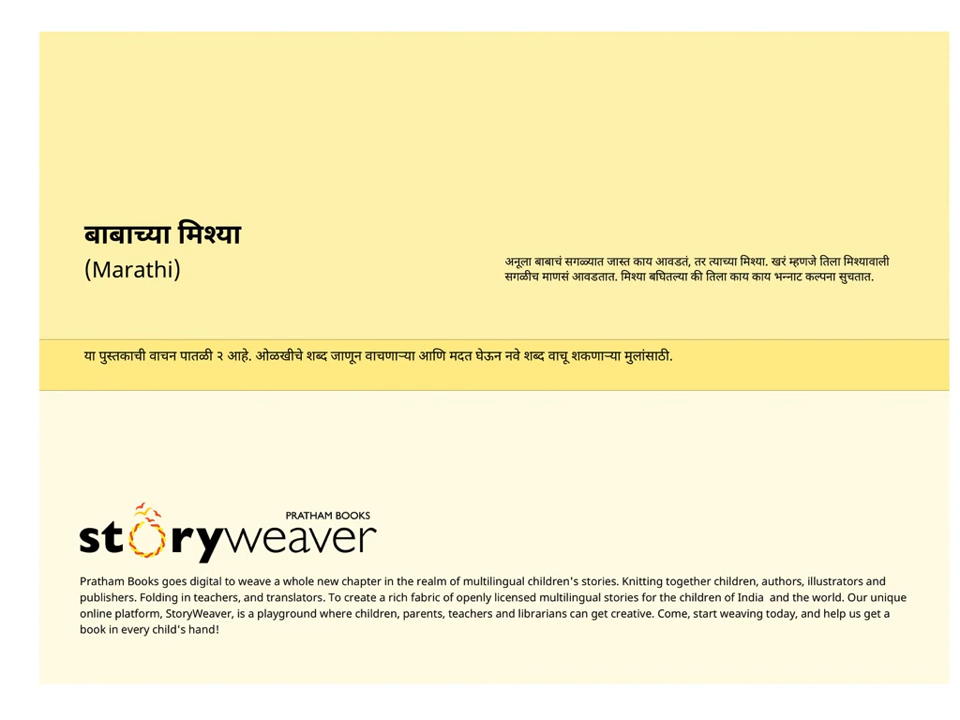 बाबाच्या मिश्या
(Marathi)
अनूला बाबाचं सगळ्यात जास्त काय आवडतं, तर त्याच्या मिश्या. खरं म्हणजे तिला मिश्यावाली
सगळीच माणसं आवडतात. मिश्या बघितल्या की तिला काय काय भन्नाट कल्पना सुचतात.
या पुस्तकाची वाचन पातळी २ आहे. ओळखीचे शब्द जाणून वाचणाऱ्या आणि मदत घेऊन नवे शब्द वाचू शकणाऱ्या मुलांसाठी.
PRATHAM BOOKS
storyweaver
Pratham Books goes digital to weave a whole new chapter in the realm of multilingual children's stories. Knitting together children, authors, illustrators and
publishers. Folding in teachers, and translators. To create a rich fabric of openly licensed multilingual stories for the children of India and the world. Our unique
online platform, StoryWeaver, is a playground where children, parents, teachers and librarians can get creative. Come, start weaving today, and help us get a
book in every child's hand!